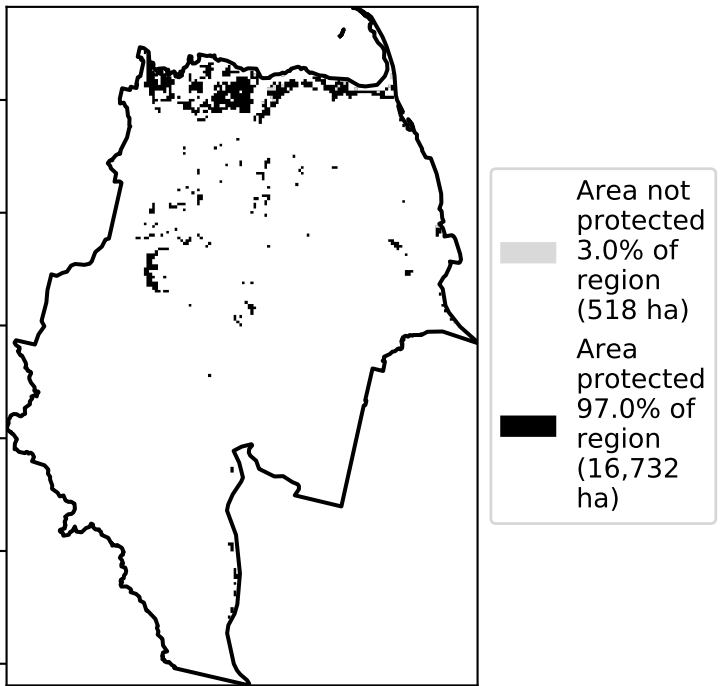 Area not
protected
3.0% of
region
(518 ha)
Area
protected
97.0% of
region
(16,732
ha)